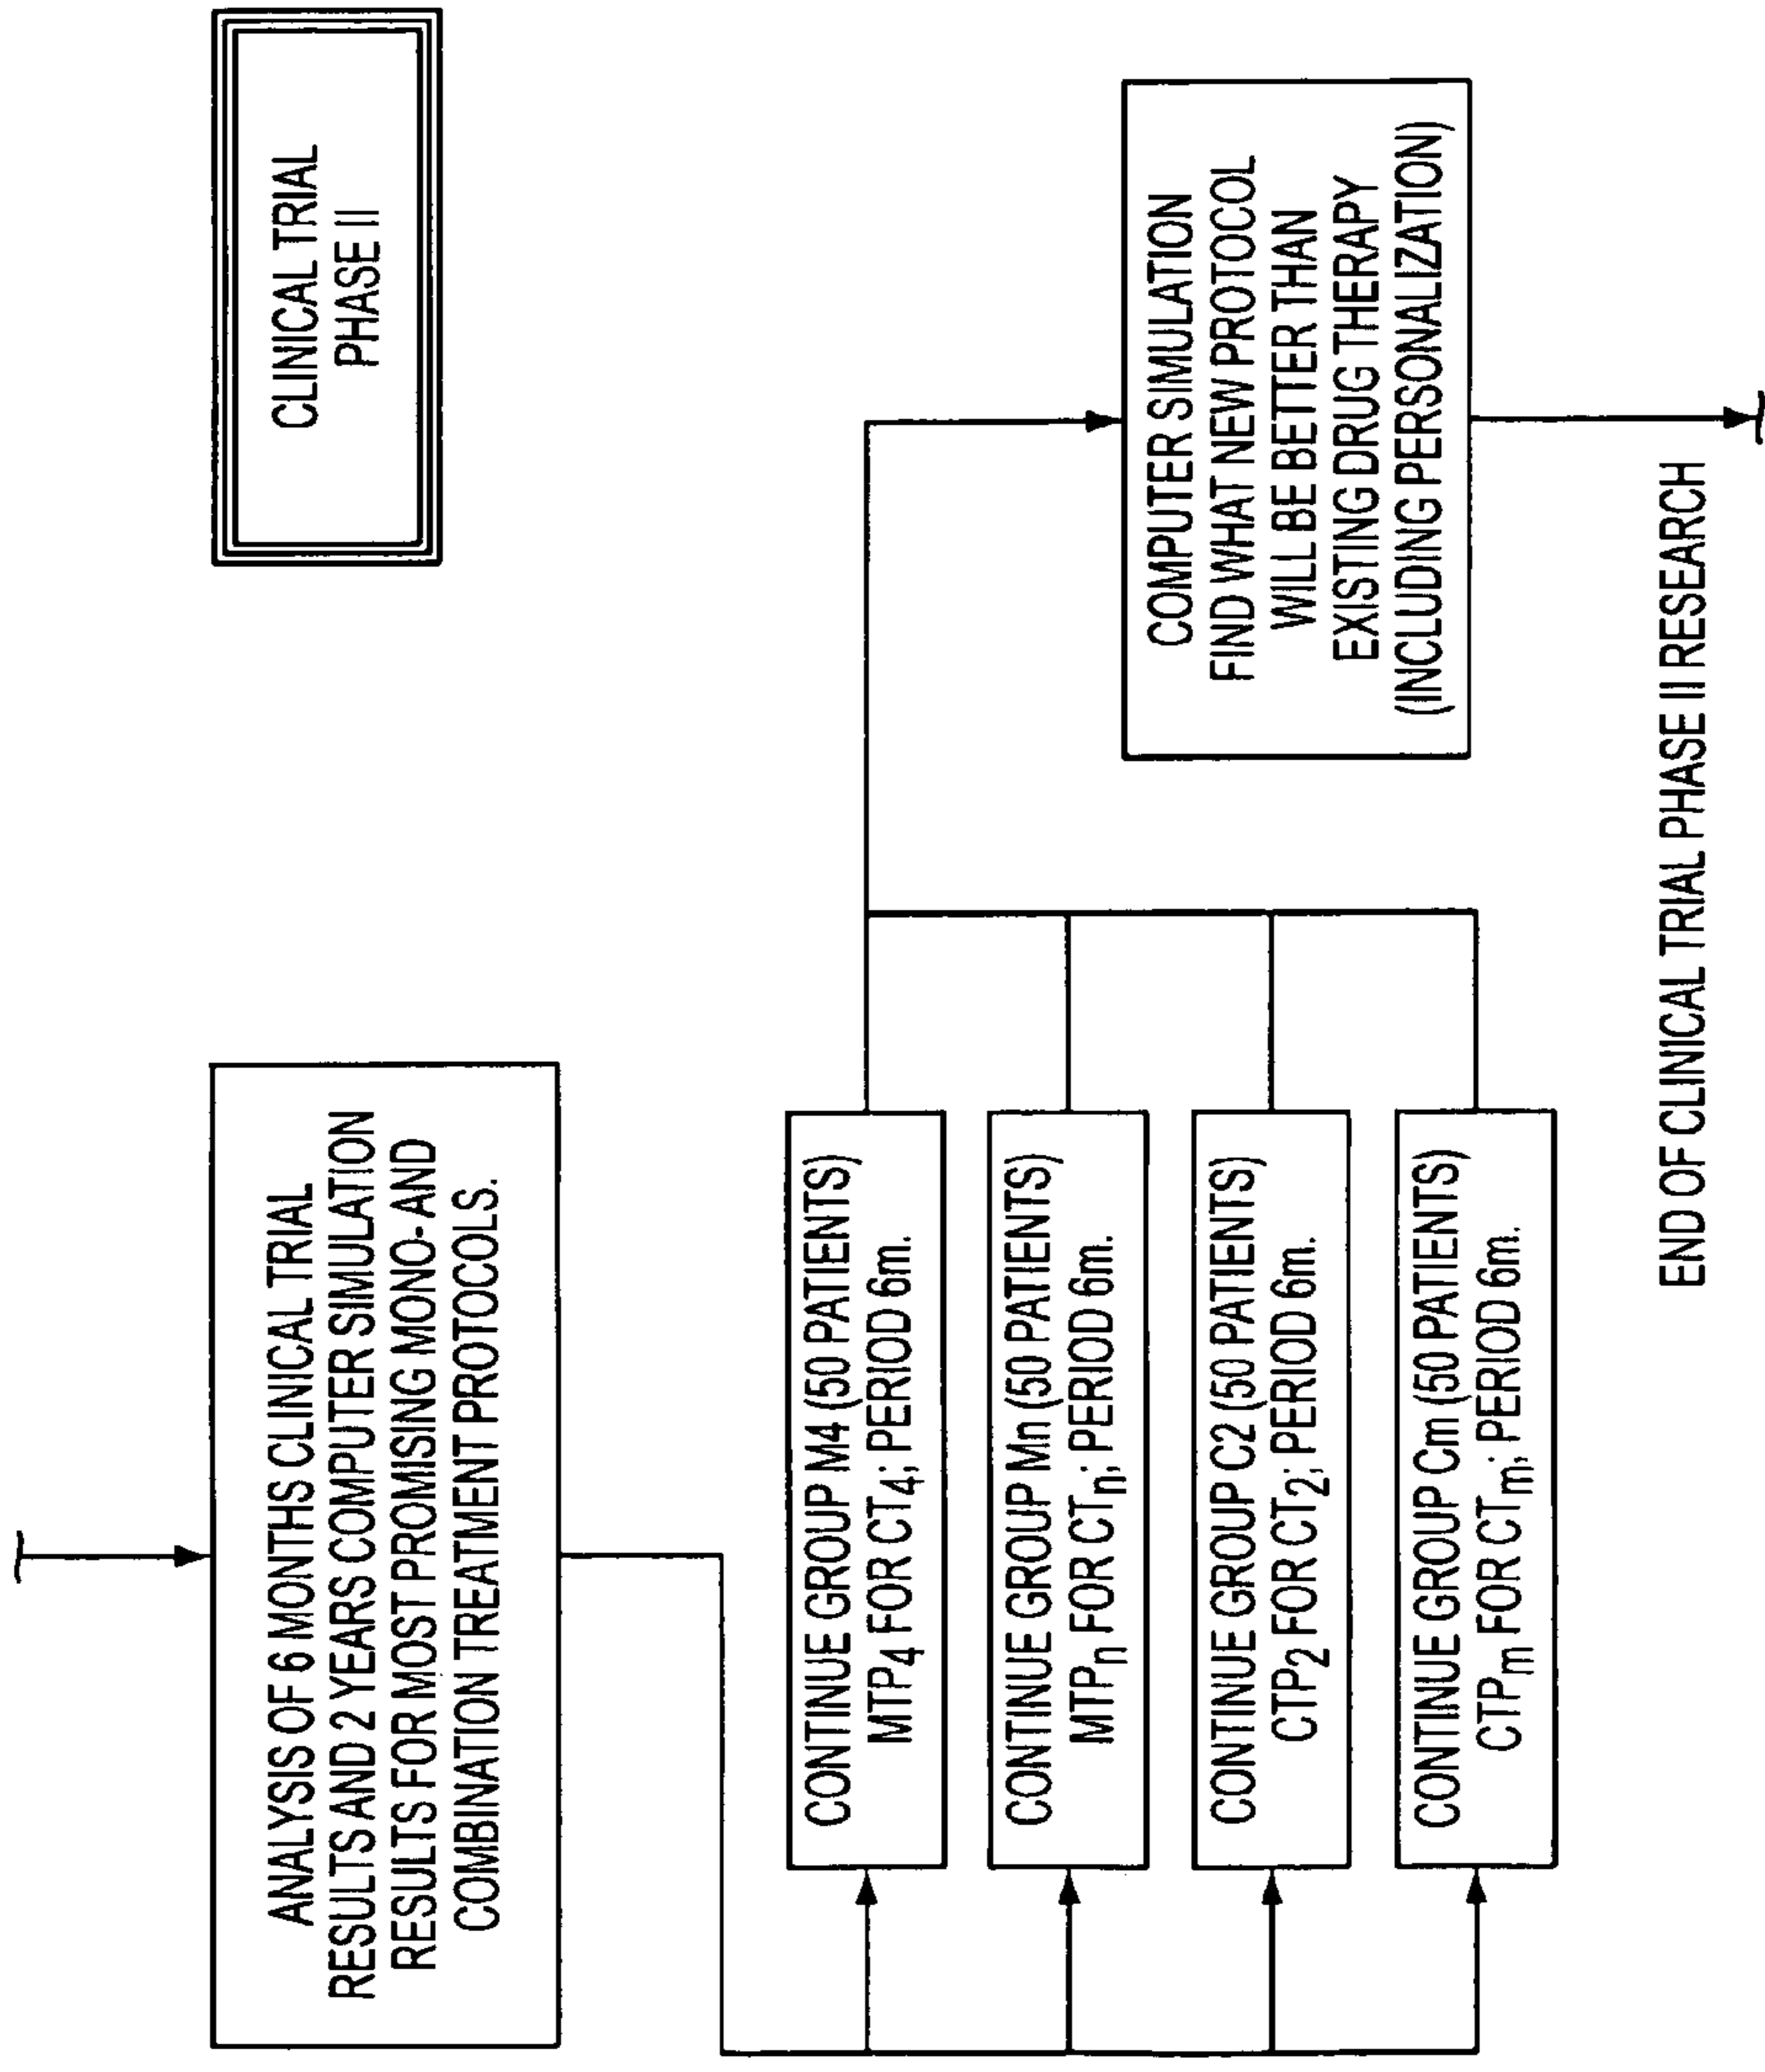 CLINICAL TRIAL
PHASE II
ANALYSIS OF 6 MONTHS CLINICAL TRIAL
RESULTS AND 2 YEARS COMPUTER SIMULATION
RESULTS FOR MOST PROMISING MONO- AND
COMBINATION TREATMENT PROTOCOLS.
CONTINUE GROUP M4 (50 PATIENTS)
MTP4 FOR CT4; PERIOD 6m.
CONTINUE GROUP Mn (50 PATIENTS)
MTPn FOR CTn; PERIOD 6m.
CONTINUE GROUP C2 (50 PATIENTS)
CTP2 FOR CT2; PERIOD 6m.
CONTINUE GROUP Cm (50 PATIENTS)
CTPm FOR CTm; PERIOD 6m.
COMPUTER SIMULATION
FIND WHAT NEW PROTOCOL
WILL BE BETTER THAN
EXISTING DRUG THERAPY
(INCLUDING PERSONALIZATION)
END OF CLINICAL TRIAL PHASE II RESEARCH